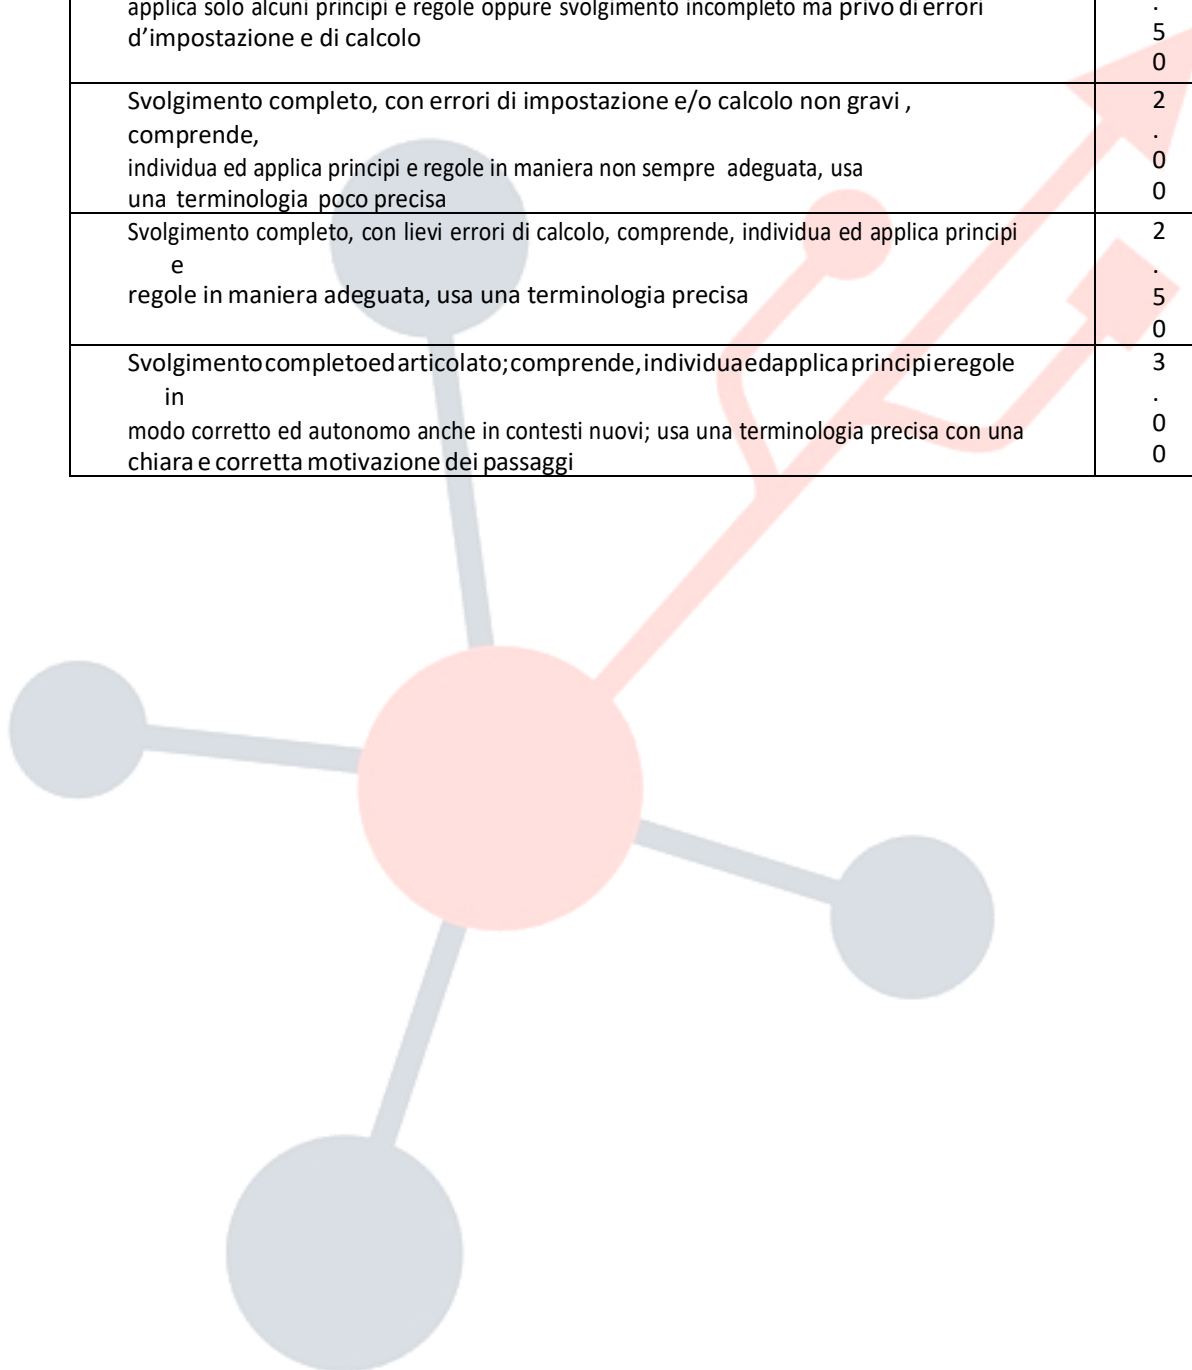 applica solo alcuni principi e regole oppure svolgimento incompleto ma privo di errori
d’impostazione e di calcolo
.
5
0
Svolgimento completo, con errori di impostazione e/o calcolo non gravi ,
comprende,
individua ed applica principi e regole in maniera non sempre adeguata, usa
una terminologia poco precisa
2
.
0
0
Svolgimento completo, con lievi errori di calcolo, comprende, individua ed applica principi
e
regole in maniera adeguata, usa una terminologia precisa
2
.
5
0
Svolgimentocompletoedarticolato;comprende,individuaedapplicaprincipieregole
in
modo corretto ed autonomo anche in contesti nuovi; usa una terminologia precisa con una
chiara e corretta motivazione dei passaggi
3
.
0
0